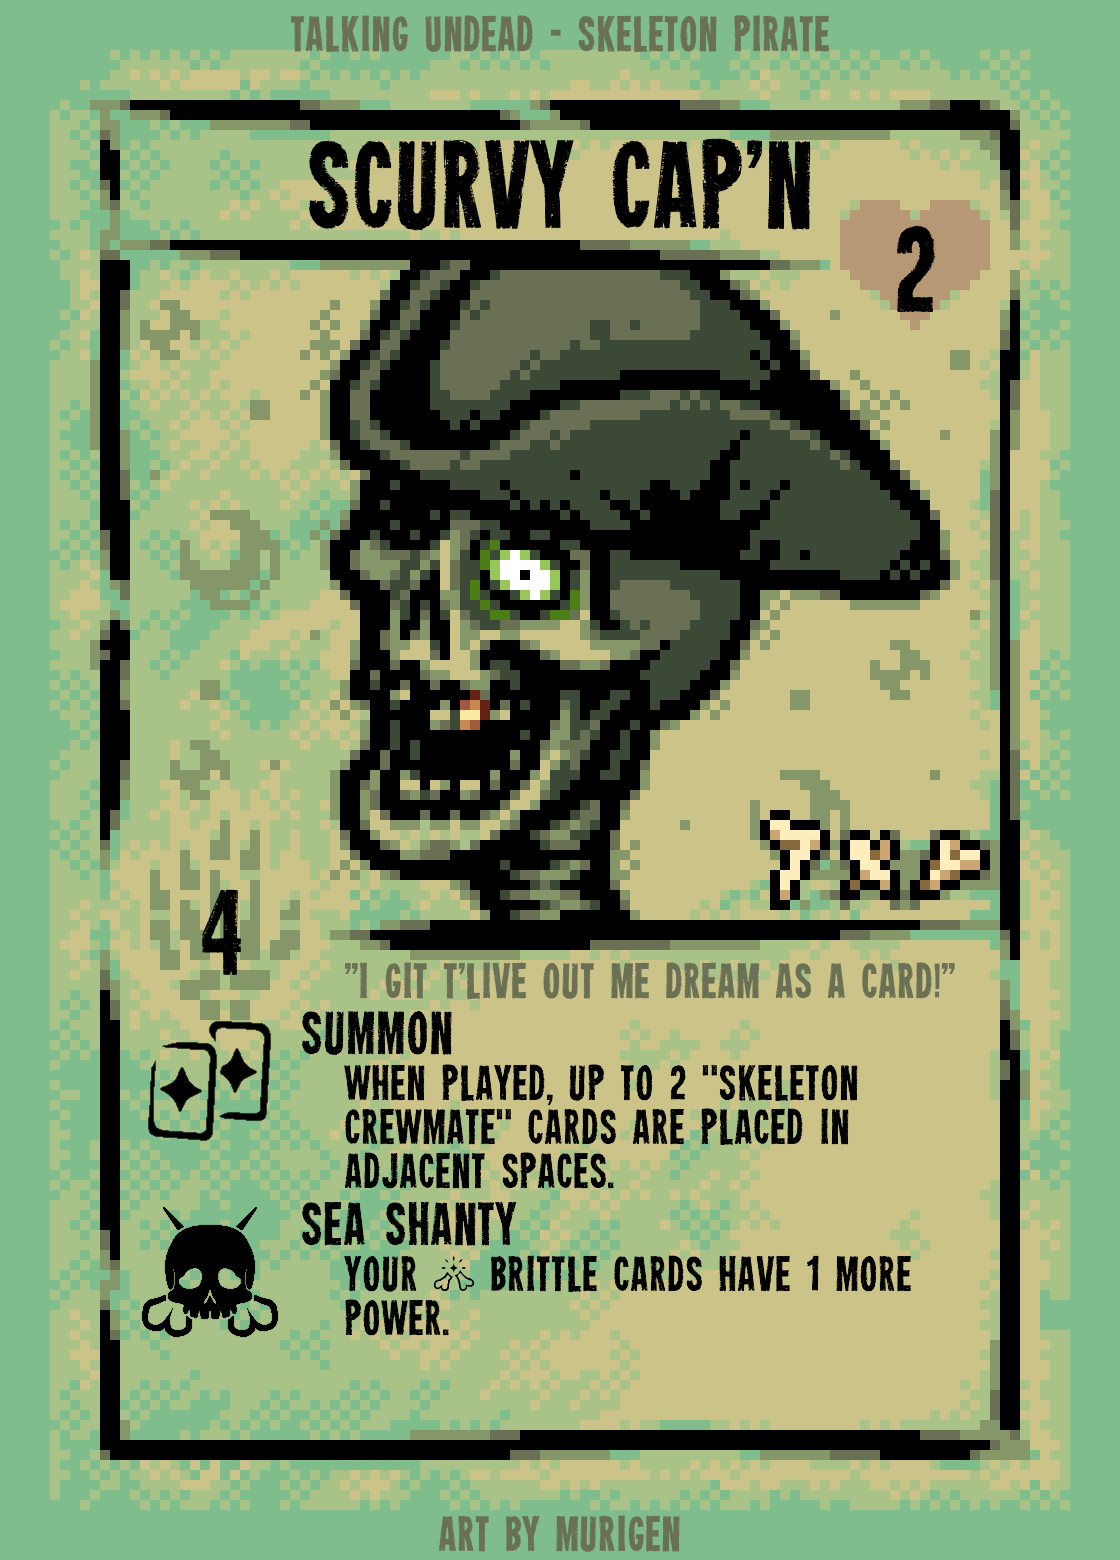 TALKING UNDEAD - SKELETON PIRATE
SCURVY CAP'N
2
7 X
4
"I GIT T'LIVE OUT ME DREAM AS A CARD!"
SUMMON
WHEN PLAYED, UP TO 2 "SKELETON
CREWMATE" CARDS ARE PLACED IN
ADJACENT SPACES.
SEA SHANTY
YOUR BRITTLE CARDS HAVE 1 MORE
POWER.
ART BY MURIGEN